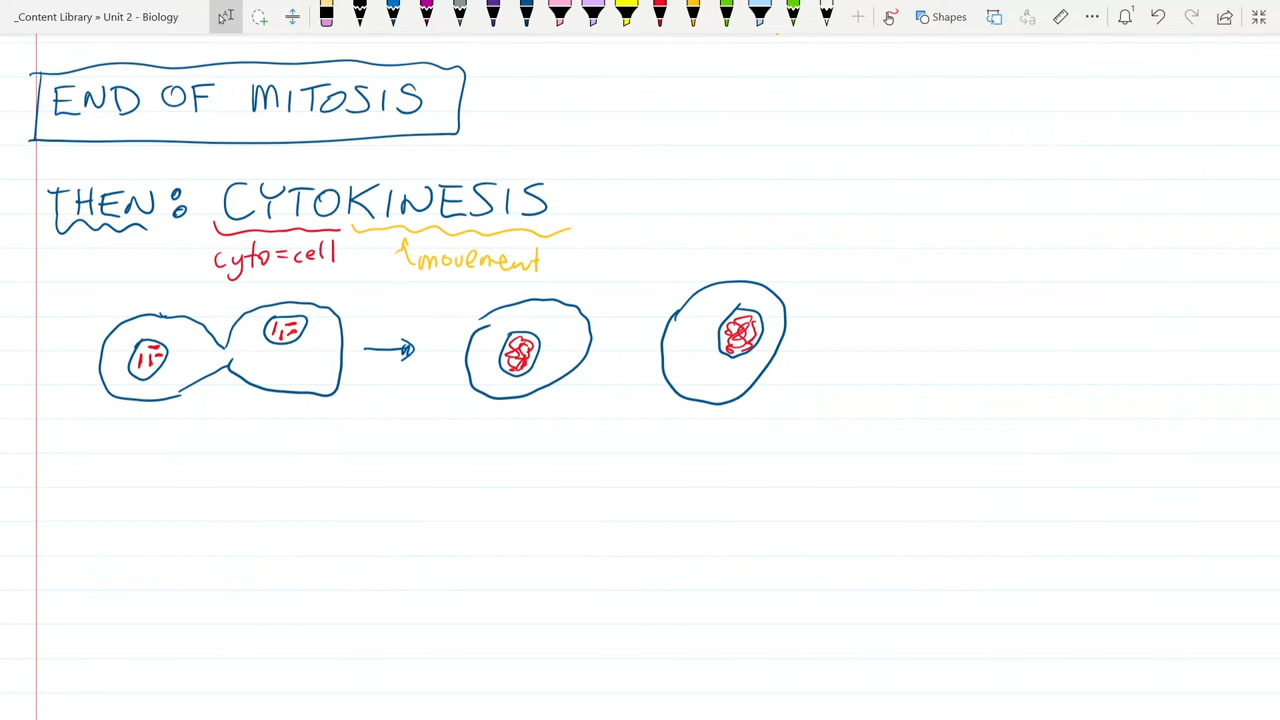 _Content Library » Unit 2 - Biology
Shapes
END OF MITOSIS
THEN: CYTOKINESIS
cyto=cell movement